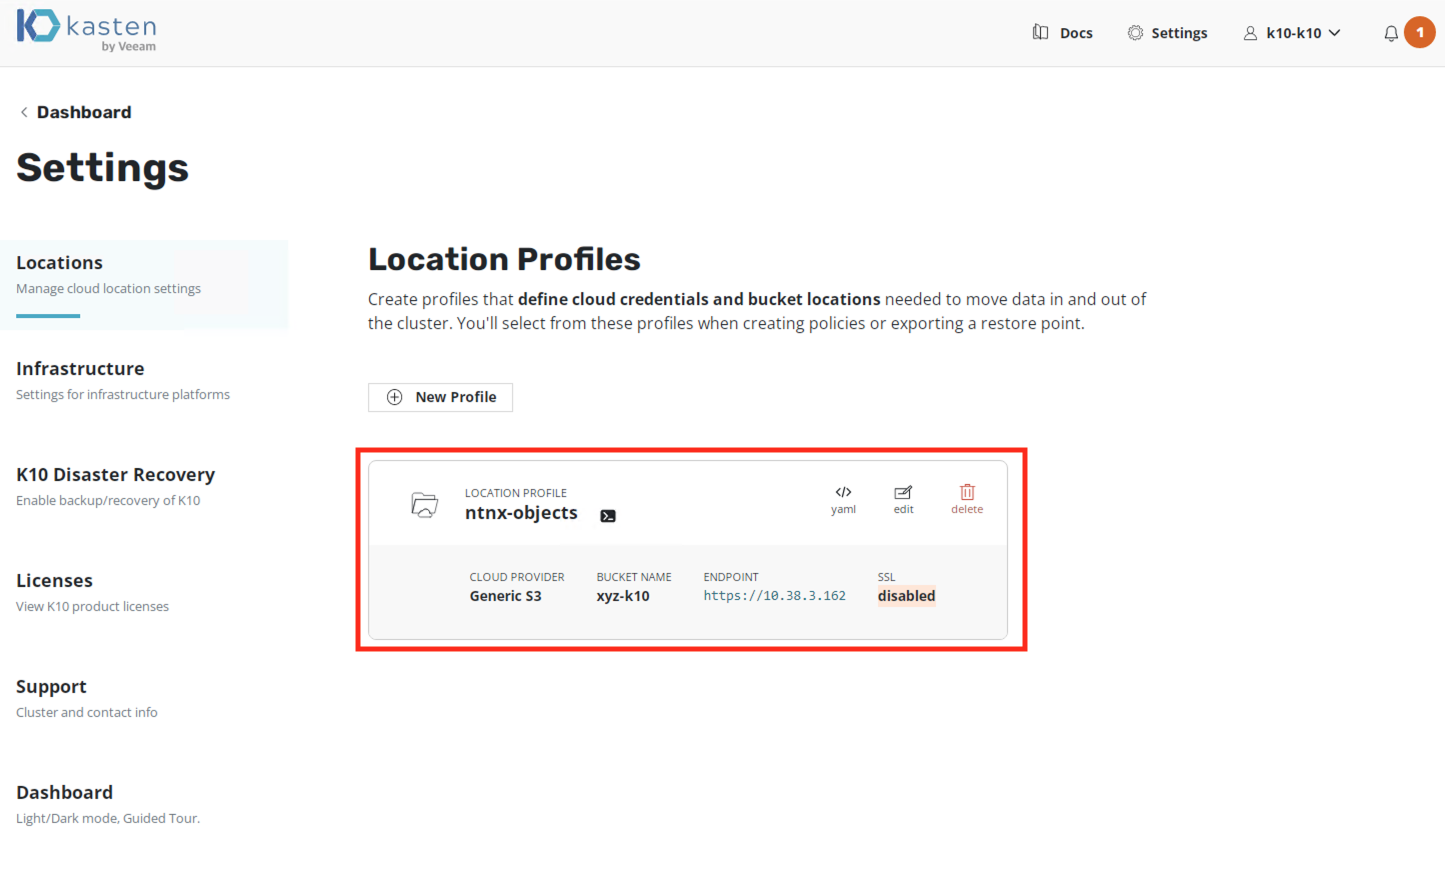 kasten
by Veeam
Docs
Settings
k10-k10
1
Dashboard
Settings
Locations
Manage cloud location settings
Infrastructure
Settings for infrastructure platforms
K10 Disaster Recovery
Enable backup/recovery of K10
Licenses
View K10 product licenses
Support
Cluster and contact info
Dashboard
Light/Dark mode, Guided Tour.
Location Profiles
Create profiles that define cloud credentials and bucket locations needed to move data in and out of
the cluster. You'll select from these profiles when creating policies or exporting a restore point.
New Profile
LOCATION PROFILE
ntnx-objects
yaml
edit
delete
CLOUD PROVIDER
Generic S3
BUCKET NAME
xyz-k10
ENDPOINT
https://10.38.3.162
SSL
disabled